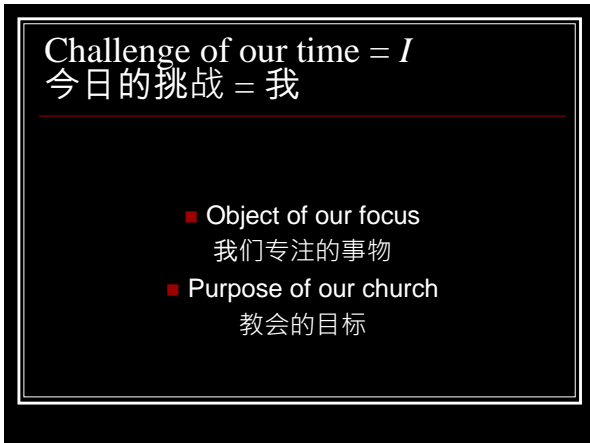 Challenge of our time = I
今日的挑战 = 我
Object of our focus
我们专注的事物
Purpose of our church
教会的目标